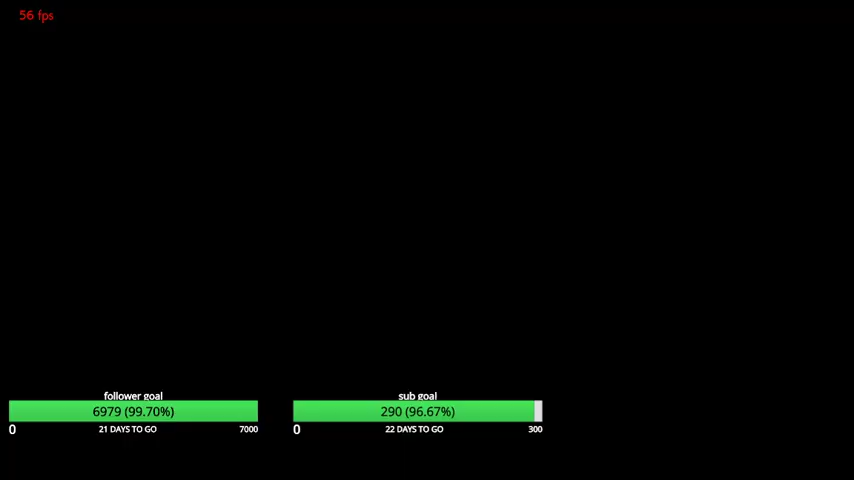 56 fps
follower goal
6979 (99.70%)
0 21 DAYS TO GO 7000
sub goal
290 (96.67%)
0 22 DAYS TO GO 300